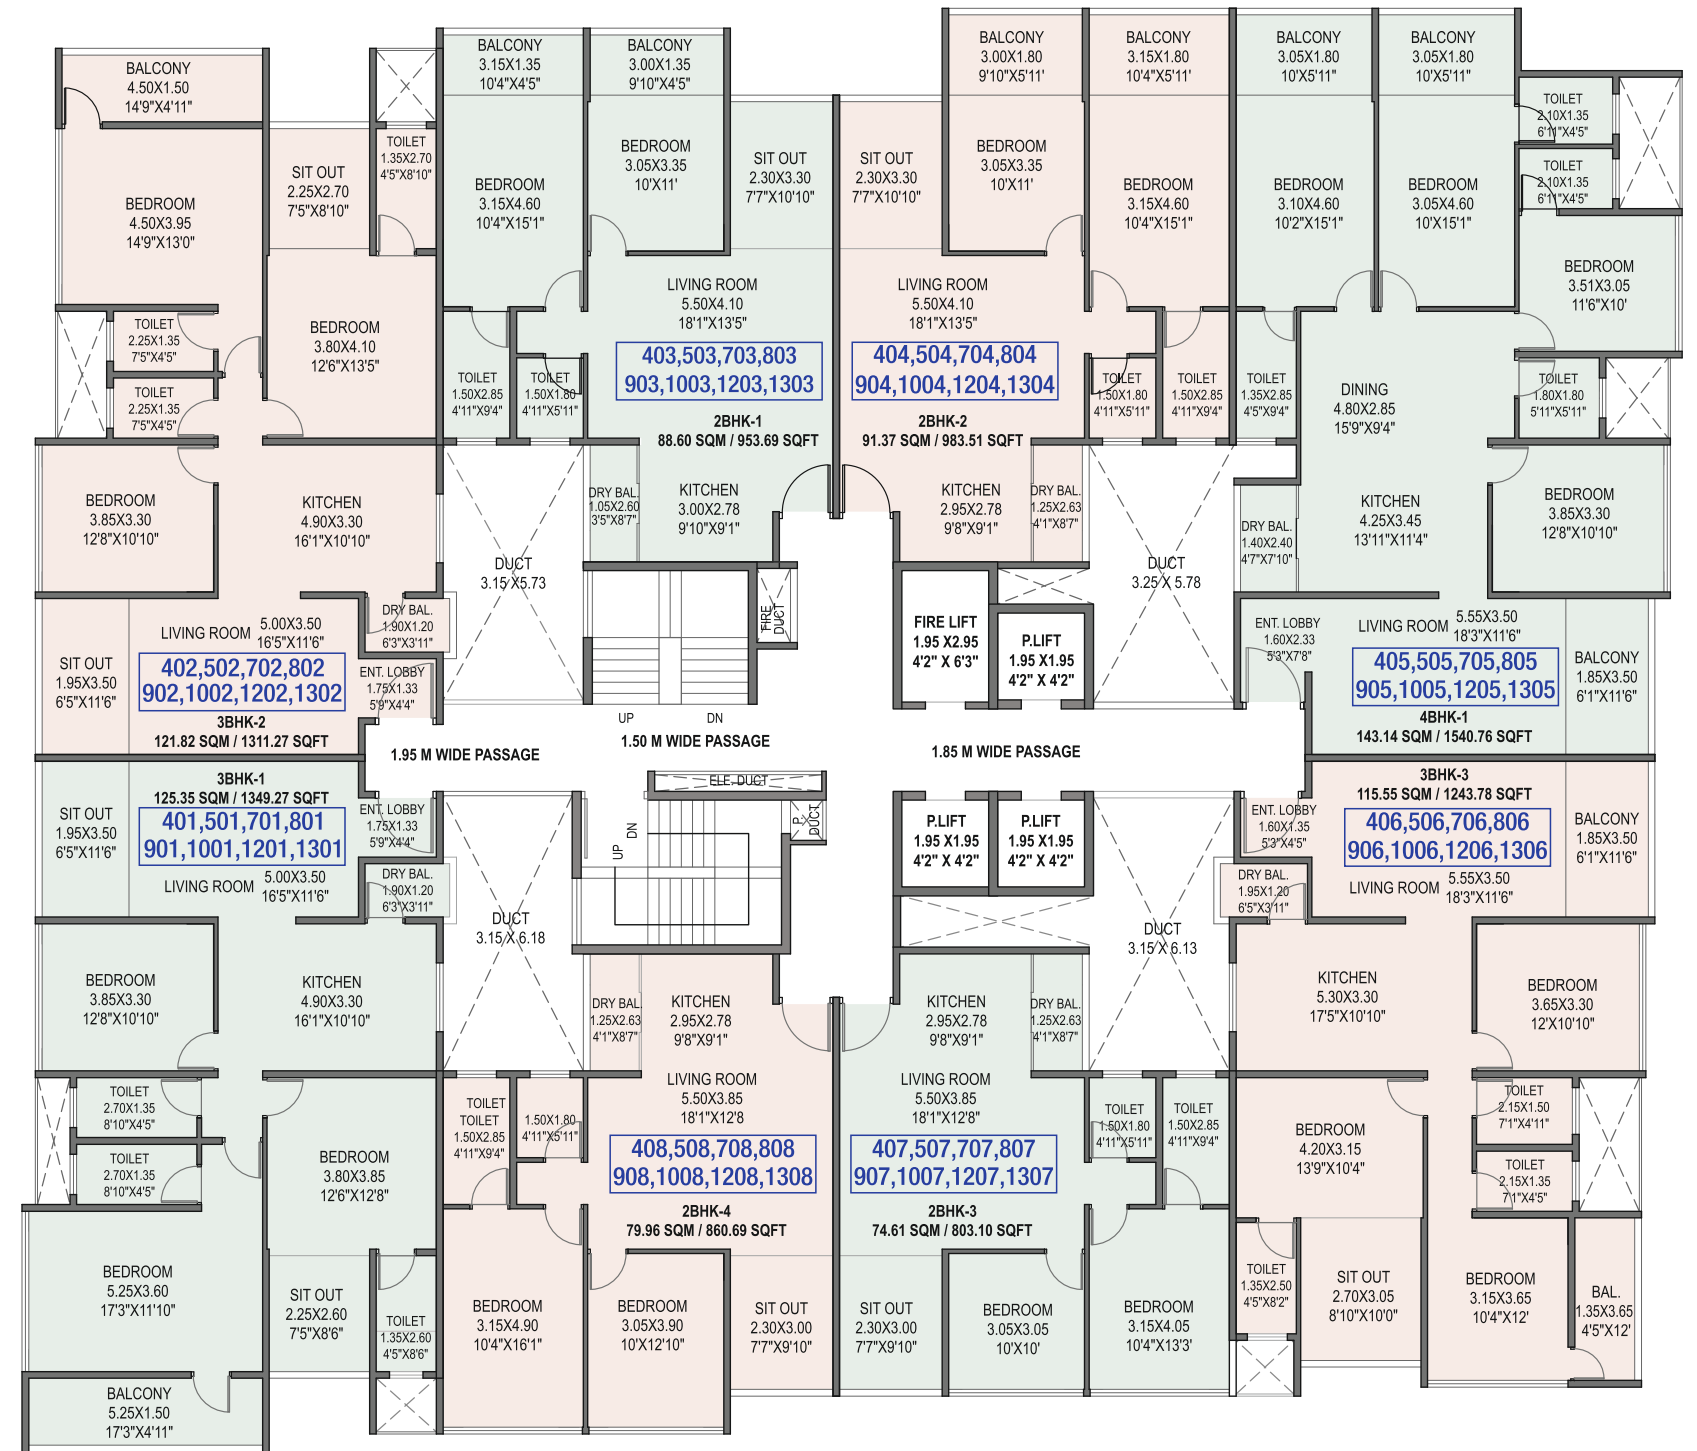 BALCONY
4.50X1.50
14'9"X4'11"
BEDROOM
4.50X3.95
14'9"X13'0"
SIT OUT
2.25X2.70
7'5"X8'10"
TOILET
1.35X2.70
4'5"X8'10"
BEDROOM
3.80X4.10
12'6"X13'5"
TOILET
2.25X1.35
7'5"X4'5"
TOILET
2.25X1.35
7'5"X4'5"
BEDROOM
3.85X3.30
12'8"X10'10"
KITCHEN
4.90X3.30
16'1"X10'10"
DRY BAL.
1.90X1.20
6'3"X3'11"
LIVING ROOM
5.00X3.50
16'5"X11'6"
SIT OUT
1.95X3.50
6'5"X11'6"
402,502,702,802
902,1002,1202,1302
3BHK-2
121.82 SQM / 1311.27 SQFT
ENT. LOBBY
1.75X1.33
5'9"X4'4"
BALCONY
3.15X1.35
10'4"X4'5"
BALCONY
3.00X1.35
9'10"X4'5"
BEDROOM
3.15X4.60
10'4"X15'1"
BEDROOM
3.05X3.35
10'X11'
SIT OUT
2.30X3.30
7'7"X10'10"
LIVING ROOM
5.50X4.10
18'1"X13'5"
403,503,703,803
903,1003,1203,1303
2BHK-1
88.60 SQM / 953.69 SQFT
TOILET
1.50X2.85
4'11"X9'4"
TOILET
1.50X1.80
4'11"X5'11"
DRY BAL.
1.05X2.60
3'5"X8'7"
KITCHEN
3.00X2.78
9'10"X9'1"
DUCT
3.15 X5.73
FIRE
DUCT
BALCONY
3.00X1.80
9'10"X5'11'
BALCONY
3.15X1.80
10'4"X5'11'
SIT OUT
2.30X3.30
7'7"X10'10"
BEDROOM
3.05X3.35
10'X11'
BEDROOM
3.15X4.60
10'4"X15'1"
LIVING ROOM
5.50X4.10
18'1"X13'5"
404,504,704,804
904,1004,1204,1304
2BHK-2
91.37 SQM / 983.51 SQFT
TOILET
1.50X1.80
4'11"X5'11"
TOILET
1.50X2.85
4'11"X9'4"
KITCHEN
2.95X2.78
9'8"X9'1"
DRY BAL.
1.25X2.63
4'1"X8'7"
DUCT
3.25 X 5.78
FIRE LIFT
1.95 X2.95
4'2" X 6'3"
P.LIFT
1.95 X1.95
4'2" X 4'2"
BALCONY
3.05X1.80
10'X5'11"
BALCONY
3.05X1.80
10'X5'11"
TOILET
2.10X1.35
6'11"X4'5"
TOILET
2.10X1.35
6'11"X4'5"
BEDROOM
3.10X4.60
10'2"X15'1"
BEDROOM
3.05X4.60
10'X15'1"
BEDROOM
3.51X3.05
11'6"X10'
TOILET
1.35X2.85
4'5"X9'4"
DINING
4.80X2.85
15'9"X9'4"
TOILET
1.80X1.80
5'11"X5'11"
KITCHEN
4.25X3.45
13'11"X11'4"
BEDROOM
3.85X3.30
12'8"X10'10"
DRY BAL.
1.40X2.40
4'7"X7'10"
ENT. LOBBY
1.60X2.33
5'3"X7'8"
LIVING ROOM
5.55X3.50
18'3"X11'6"
405,505,705,805
905,1005,1205,1305
4BHK-1
143.14 SQM / 1540.76 SQFT
BALCONY
1.85X3.50
6'1"X11'6"
1.95 M WIDE PASSAGE
UP
DN
1.50 M WIDE PASSAGE
1.85 M WIDE PASSAGE
ELE. DUCT
P.
DUCT
UP
DN
P.LIFT
1.95 X1.95
4'2" X 4'2"
P.LIFT
1.95 X1.95
4'2" X 4'2"
3BHK-1
125.35 SQM / 1349.27 SQFT
401,501,701,801
901,1001,1201,1301
SIT OUT
1.95X3.50
6'5"X11'6"
LIVING ROOM
5.00X3.50
16'5"X11'6"
ENT. LOBBY
1.75X1.33
5'9"X4'4"
DRY BAL.
1.90X1.20
6'3"X3'11"
BEDROOM
3.85X3.30
12'8"X10'10"
KITCHEN
4.90X3.30
16'1"X10'10"
TOILET
2.70X1.35
8'10"X4'5"
TOILET
2.70X1.35
8'10"X4'5"
BEDROOM
3.80X3.85
12'6"X12'8"
BEDROOM
5.25X3.60
17'3"X11'10"
SIT OUT
2.25X2.60
7'5"X8'6"
TOILET
1.35X2.60
4'5"X8'6"
BALCONY
5.25X1.50
17'3"X4'11"
DUCT
3.15 X 6.18
DRY BAL.
1.25X2.63
4'1"X8'7"
KITCHEN
2.95X2.78
9'8"X9'1"
LIVING ROOM
5.50X3.85
18'1"X12'8
TOILET
TOILET
1.50X2.85
4'11"X9'4"
1.50X1.80
4'11"X5'11"
408,508,708,808
908,1008,1208,1308
2BHK-4
79.96 SQM / 860.69 SQFT
BEDROOM
3.15X4.90
10'4"X16'1"
BEDROOM
3.05X3.90
10'X12'10"
SIT OUT
2.30X3.00
7'7"X9'10"
KITCHEN
2.95X2.78
9'8"X9'1"
DRY BAL.
1.25X2.63
4'1"X8'7"
LIVING ROOM
5.50X3.85
18'1"X12'8"
TOILET
1.50X1.80
4'11"X5'11"
TOILET
1.50X2.85
4'11"X9'4"
407,507,707,807
907,1007,1207,1307
2BHK-3
74.61 SQM / 803.10 SQFT
SIT OUT
2.30X3.00
7'7"X9'10"
BEDROOM
3.05X3.05
10'X10'
BEDROOM
3.15X4.05
10'4"X13'3"
DUCT
3.15 X 6.13
3BHK-3
115.55 SQM / 1243.78 SQFT
ENT. LOBBY
1.60X1.35
5'3"X4'5"
406,506,706,806
906,1006,1206,1306
BALCONY
1.85X3.50
6'1"X11'6"
DRY BAL.
1.95X1.20
6'5"X3'11"
LIVING ROOM
5.55X3.50
18'3"X11'6"
KITCHEN
5.30X3.30
17'5"X10'10"
BEDROOM
3.65X3.30
12'X10'10"
TOILET
2.15X1.50
7'1"X4'11"
TOILET
2.15X1.35
7'1"X4'5"
BEDROOM
4.20X3.15
13'9"X10'4"
TOILET
1.35X2.50
4'5"X8'2"
SIT OUT
2.70X3.05
8'10"X10'0"
BEDROOM
3.15X3.65
10'4"X12'
BAL.
1.35X3.65
4'5"X12'